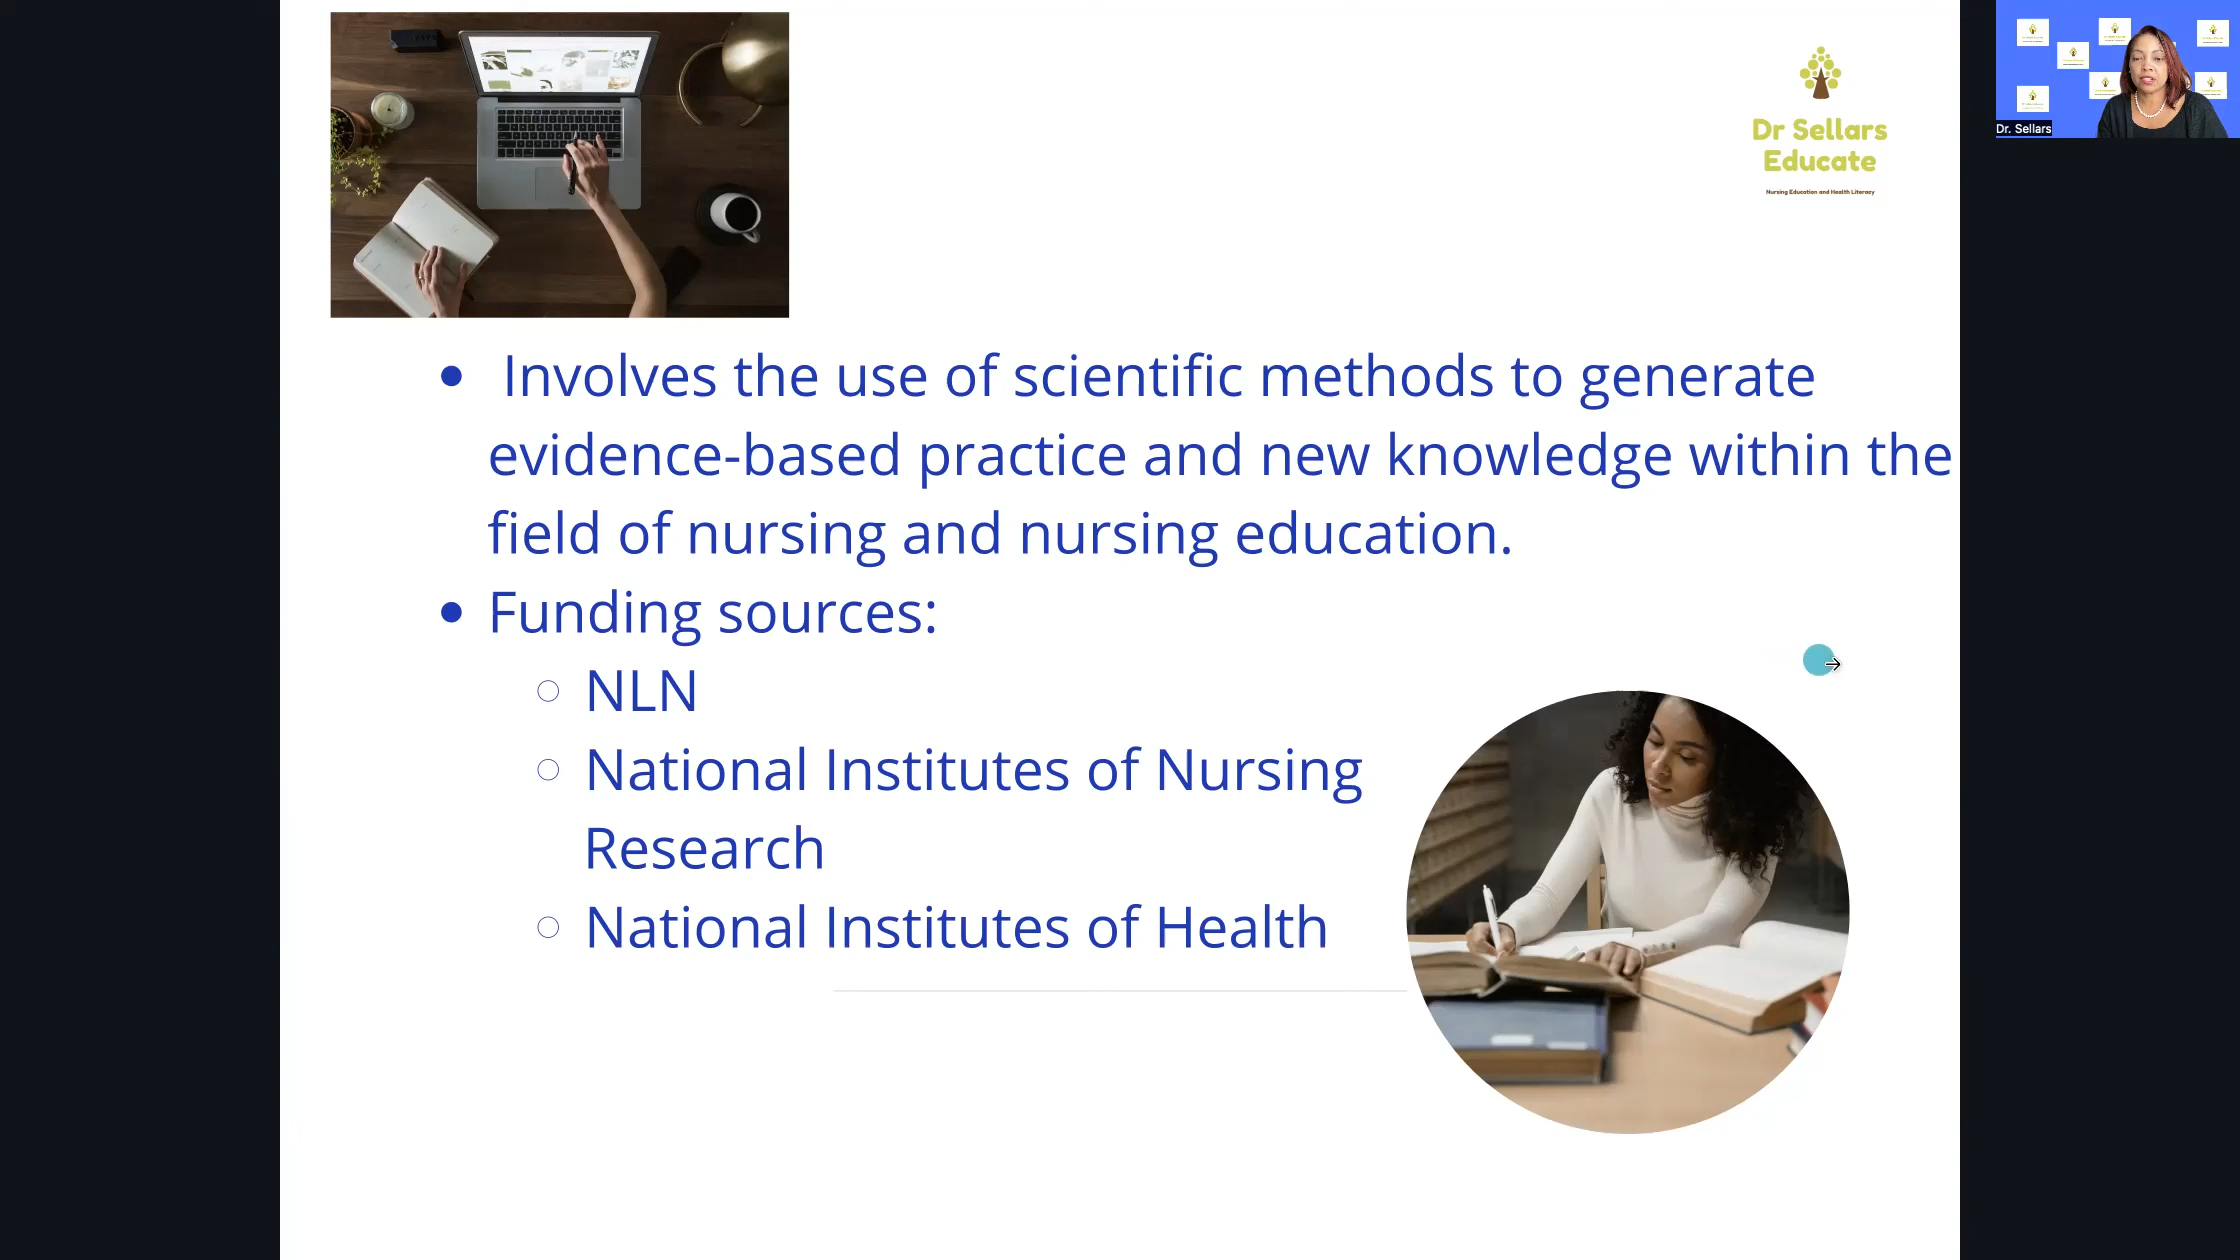 Dr Sellars
Educate
Nursing Education and Health Literacy
Dr. Sellars
Involves the use of scientific methods to generate
evidence-based practice and new knowledge within the
field of nursing and nursing education.
Funding sources:
NLN
National Institutes of Nursing
Research
National Institutes of Health